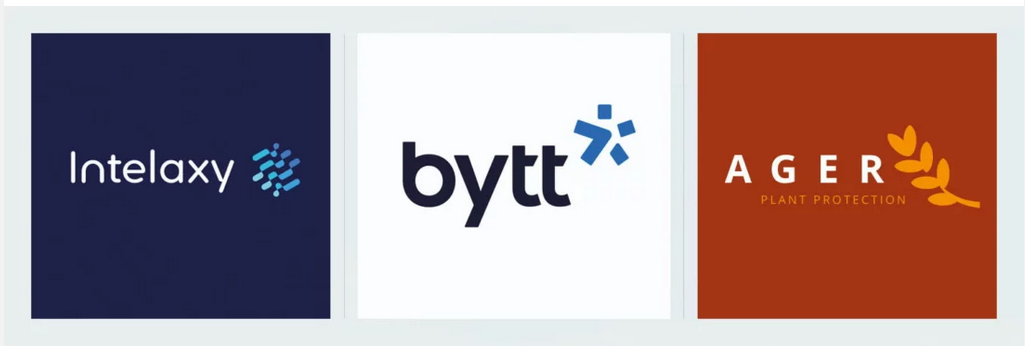 Intelaxy
bytt
AGER
PLANT PROTECTION